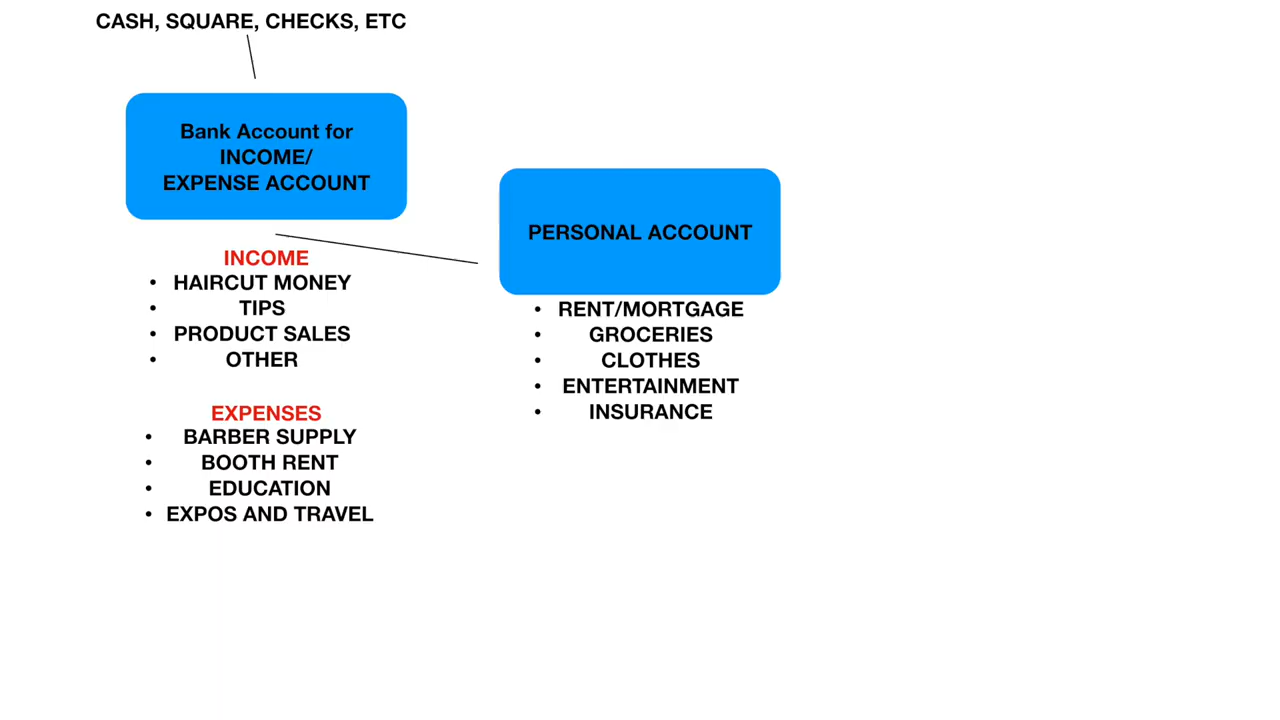 CASH, SQUARE, CHECKS, ETC
Bank Account for
INCOME/
EXPENSE ACCOUNT
INCOME
• HAIRCUT MONEY
• TIPS
• PRODUCT SALES
• OTHER
EXPENSES
• BARBER SUPPLY
• BOOTH RENT
• EDUCATION
• EXPOS AND TRAVEL
PERSONAL ACCOUNT
• RENT/MORTGAGE
• GROCERIES
• CLOTHES
• ENTERTAINMENT
• INSURANCE